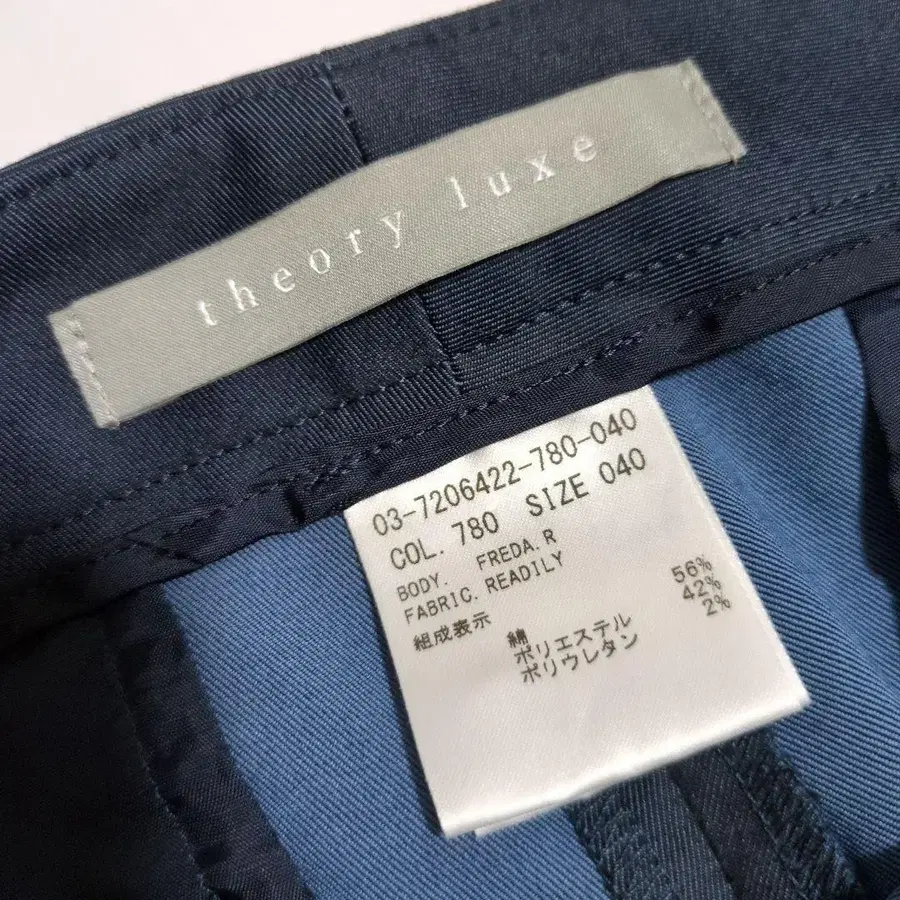 theory luxe
03-7206422-780-040
COL. 780 SIZE 040
BODY. FREDA.R
FABRIC. READILY
組成表示 綿 56%
ポリエステル 42%
ポリウレタン 2%